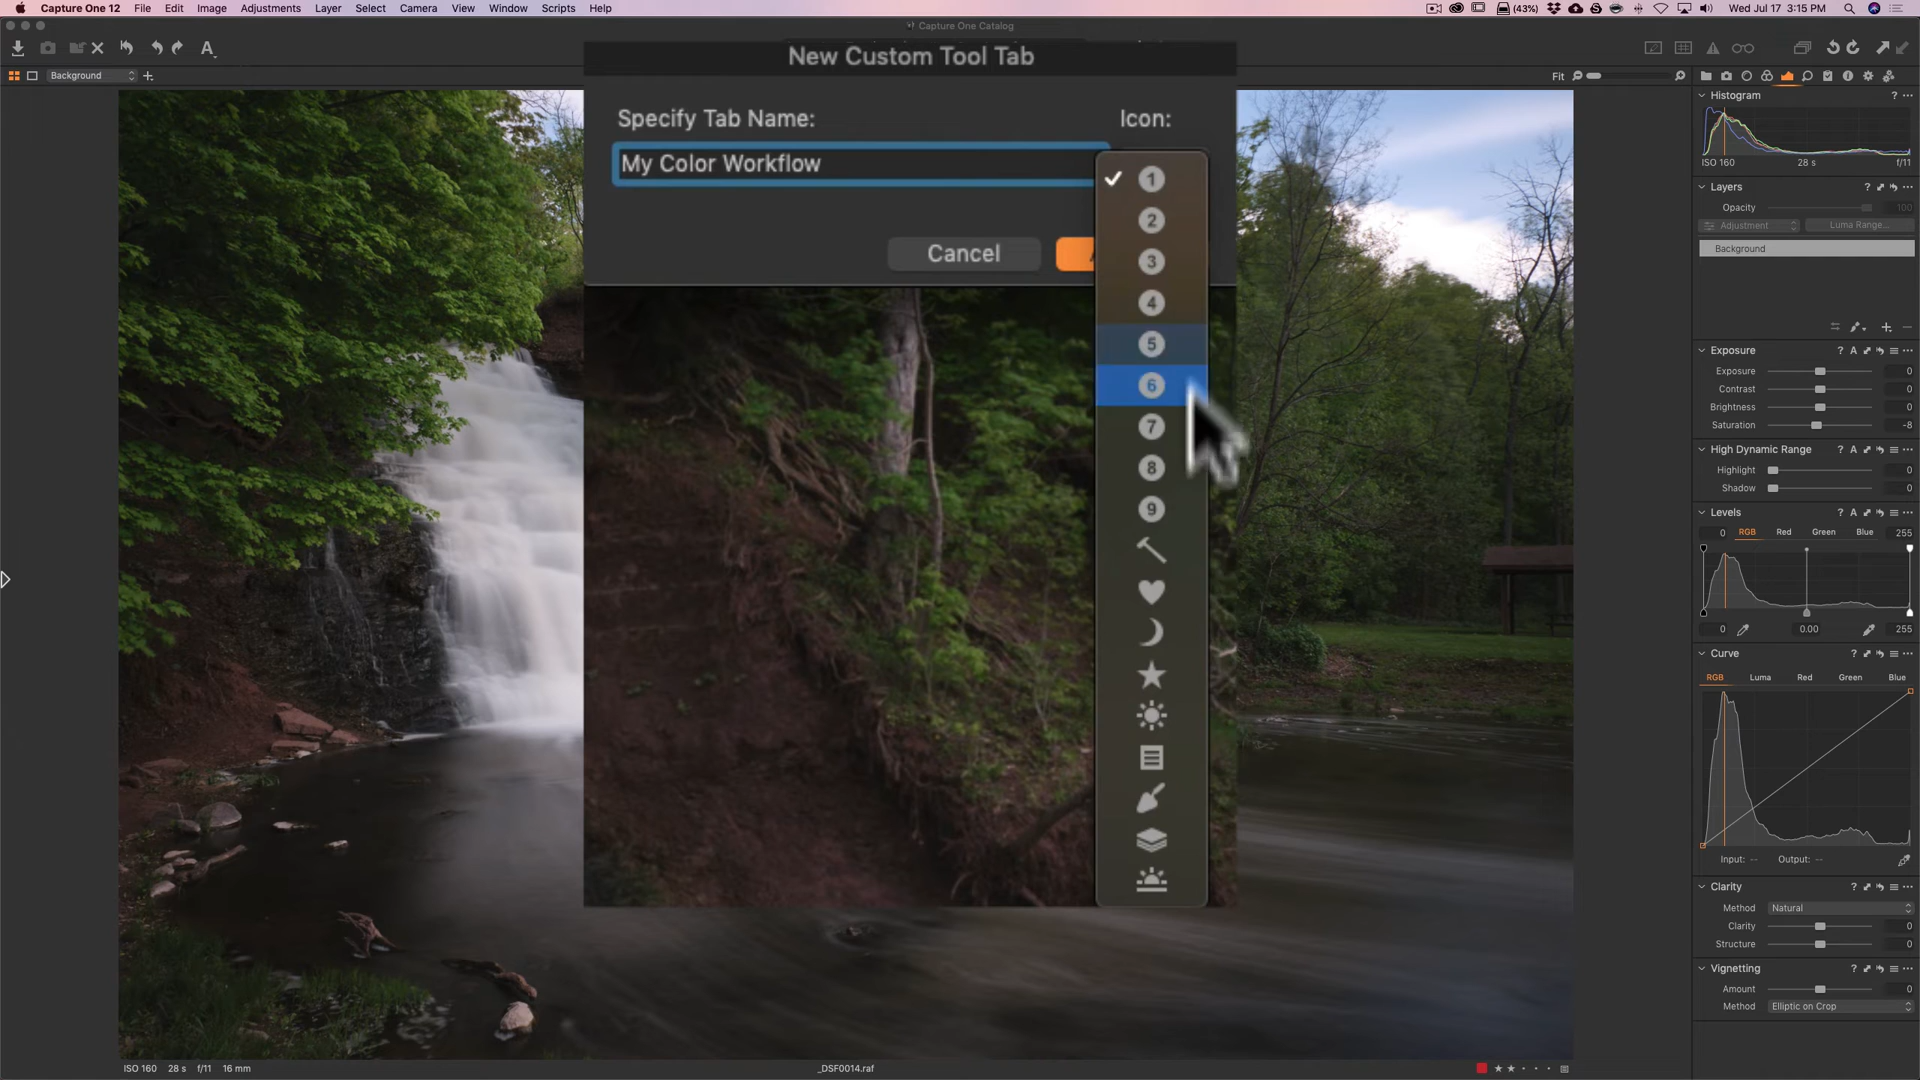 Capture One 12 File Edit Image Adjustments Layer Select Camera View Window Scripts Help (43%) Wed Jul 17 3:15 PM
Capture One Catalog
A
Background Fit
New Custom Tool Tab
Specify Tab Name: Icon:
My Color Workflow
Cancel
1
2
3
4
5
6
7
8
9
Histogram ?
ISO 160 28 s f/11
Layers ?
Opacity 100
Adjustment Luma Range...
Background
Exposure ? A
Exposure 0
Contrast 0
Brightness 0
Saturation -8
High Dynamic Range ? A
Highlight 0
Shadow 0
Levels ? A
0 RGB Red Green Blue 255
0 0.00 255
Curve ? A
RGB Luma Red Green Blue
Input: -- Output: --
Clarity ?
Method Natural
Clarity 0
Structure 0
Vignetting ?
Amount 0
Method Elliptic on Crop
ISO 160 28 s f/11 16 mm _DSF0014.raf